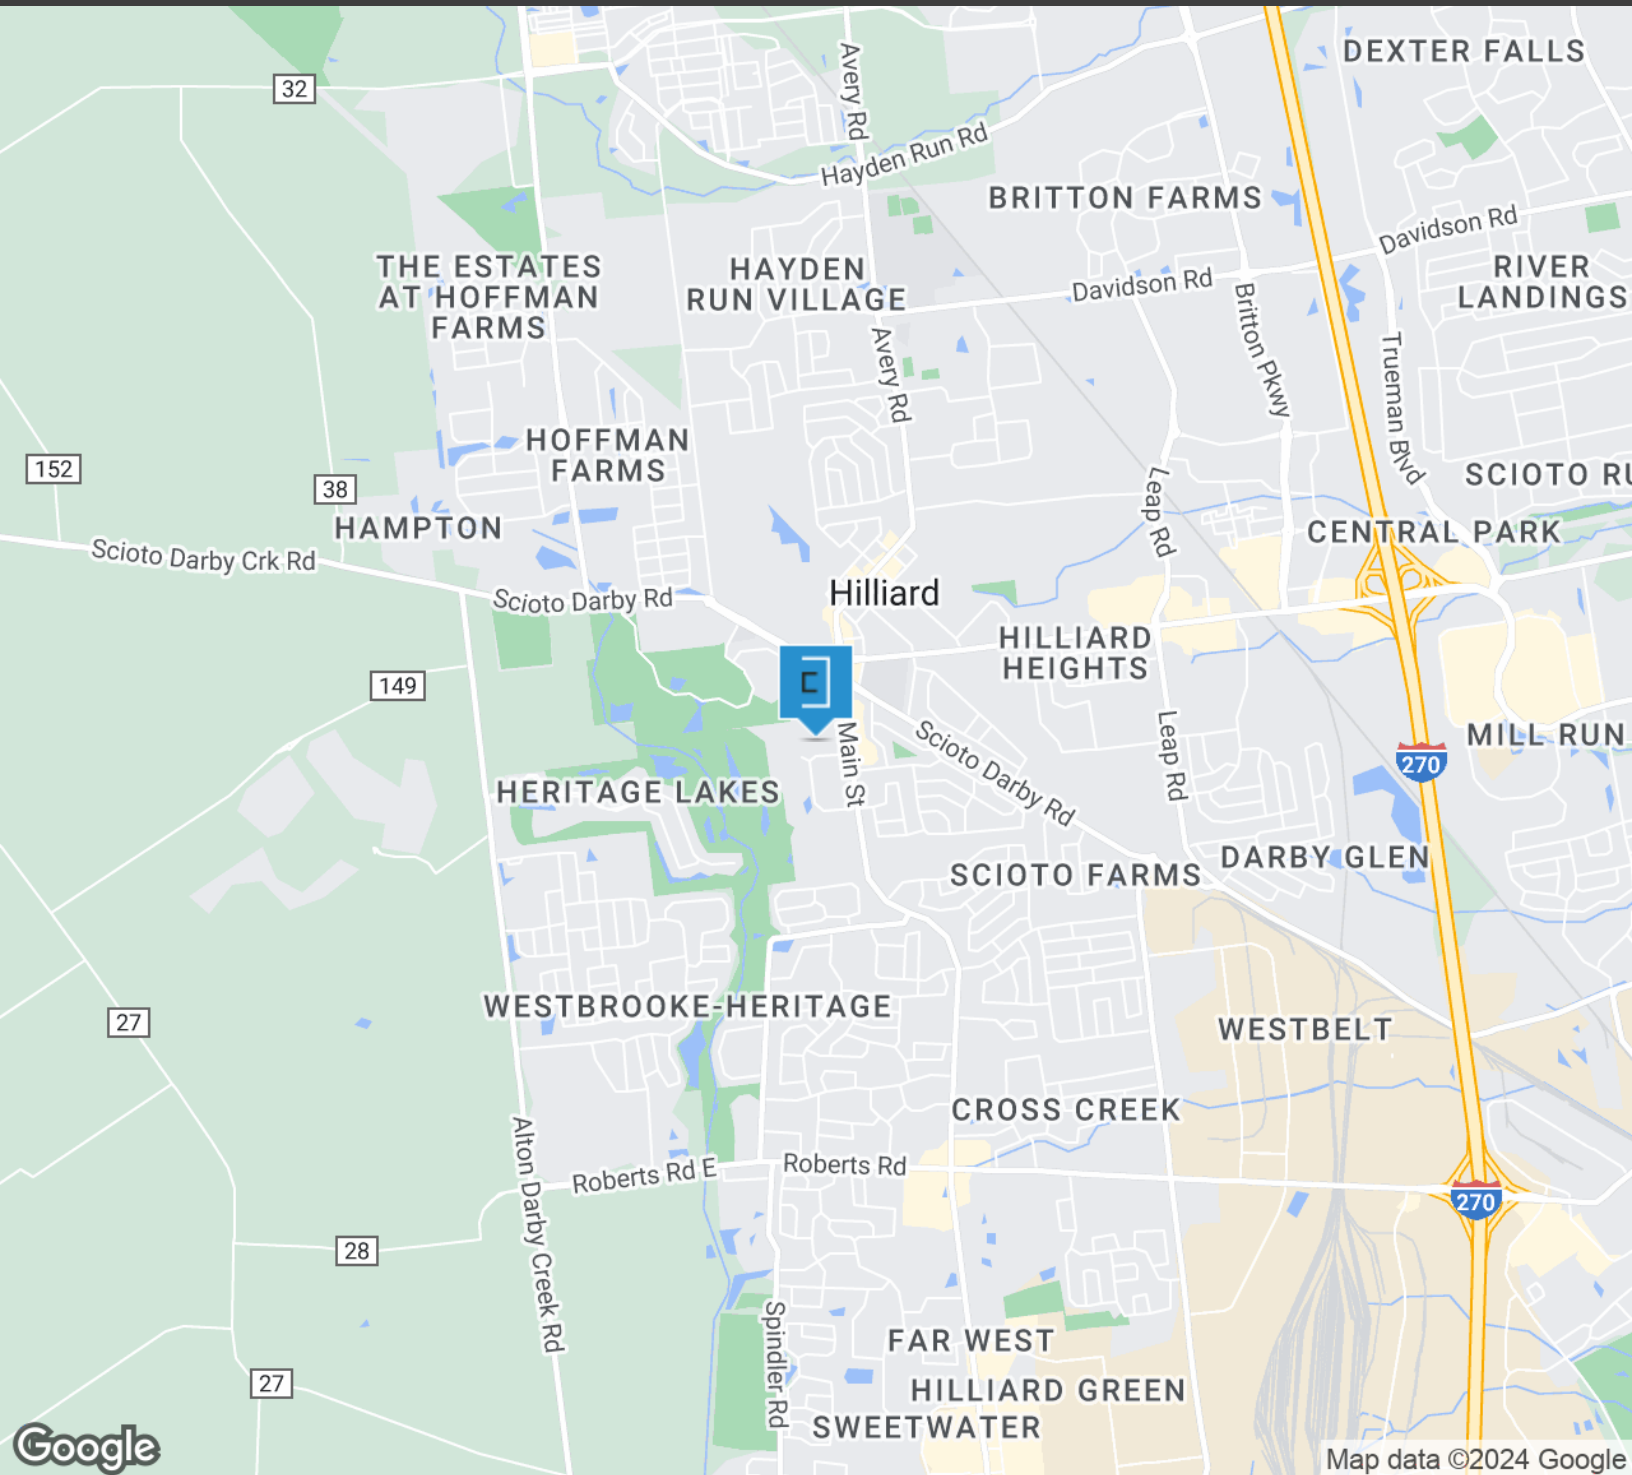 DEXTER FALLS
32
Avery Rd
Hayden Run Rd
BRITTON FARMS
Davidson Rd
THE ESTATES
AT HOFFMAN
FARMS
HAYDEN
RUN VILLAGE
Davidson Rd
RIVER
LANDINGS
Britton Pkwy
Avery Rd
Trueman Blvd
HOFFMAN
FARMS
152
38
Leap Rd
SCIOTO RU
HAMPTON
CENTRAL PARK
Scioto Darby Crk Rd
Scioto Darby Rd
Hilliard
HILLIARD
HEIGHTS
149
Main St
Scioto Darby Rd
Leap Rd
MILL RUN
270
HERITAGE LAKES
SCIOTO FARMS
DARBY GLEN
WESTBROOKE-HERITAGE
27
WESTBELT
CROSS CREEK
Alton Darby Creek Rd
Roberts Rd E
Roberts Rd
270
28
Spindler Rd
FAR WEST
27
HILLIARD GREEN
SWEETWATER
Google
Map data ©2024 Google